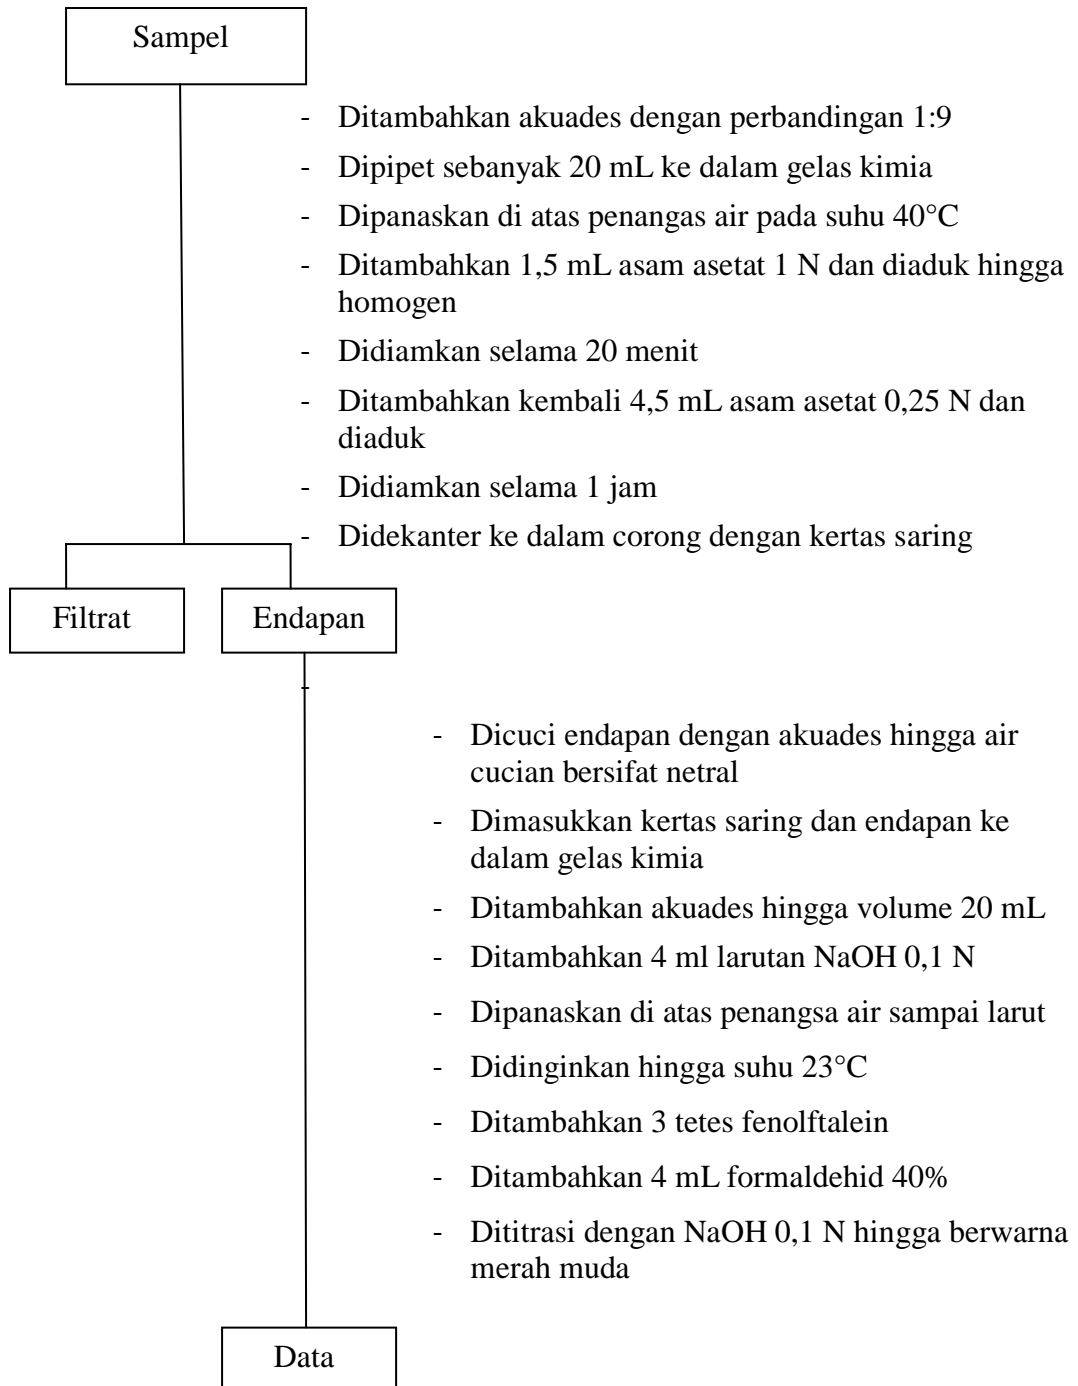 Sampel
- Ditambahkan akuades dengan perbandingan 1:9
- Dipipet sebanyak 20 mL ke dalam gelas kimia
- Dipanaskan di atas penangas air pada suhu 40°C
- Ditambahkan 1,5 mL asam asetat 1 N dan diaduk hingga
homogen
- Didiamkan selama 20 menit
- Ditambahkan kembali 4,5 mL asam asetat 0,25 N dan
diaduk
- Didiamkan selama 1 jam
- Didekanter ke dalam corong dengan kertas saring
Filtrat
Endapan
-
- Dicuci endapan dengan akuades hingga air
cucian bersifat netral
- Dimasukkan kertas saring dan endapan ke
dalam gelas kimia
- Ditambahkan akuades hingga volume 20 mL
- Ditambahkan 4 ml larutan NaOH 0,1 N
- Dipanaskan di atas penangsa air sampai larut
- Didinginkan hingga suhu 23°C
- Ditambahkan 3 tetes fenolftalein
- Ditambahkan 4 mL formaldehid 40%
- Dititrasi dengan NaOH 0,1 N hingga berwarna
merah muda
Data